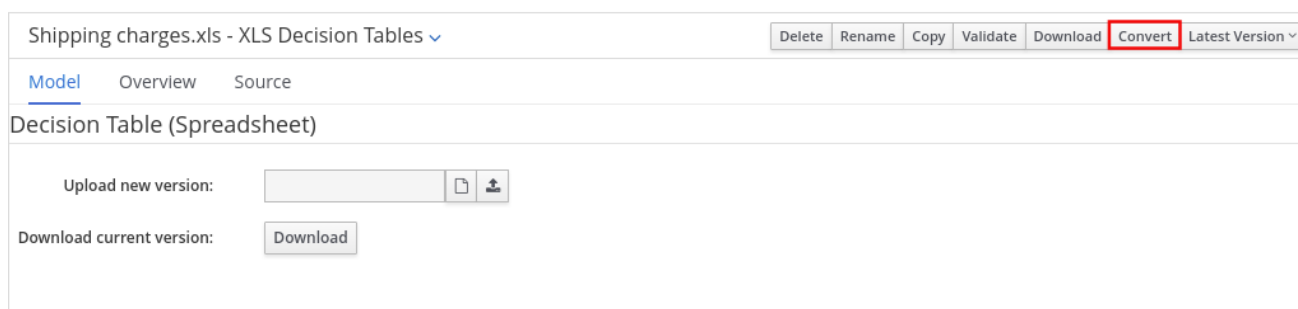 Shipping charges.xls - XLS Decision Tables
Delete Rename Copy Validate Download Convert Latest Version
Model Overview Source
Decision Table (Spreadsheet)
Upload new version:
Download current version: Download